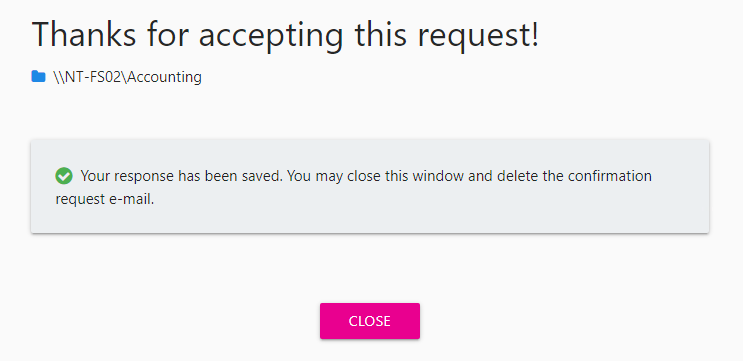 Thanks for accepting this request!
\\NT-FS02\Accounting
Your response has been saved. You may close this window and delete the confirmation
request e-mail.
CLOSE